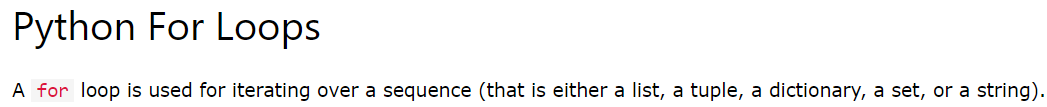 Python For Loops
A for loop is used for iterating over a sequence (that is either a list, a tuple, a dictionary, a set, or a string).